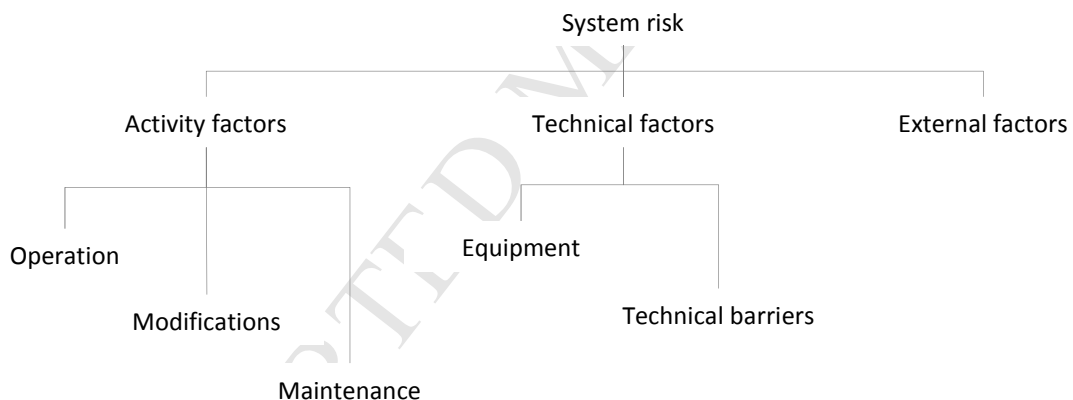 System risk
Activity factors
Technical factors
External factors
Operation
Equipment
Modifications
Technical barriers
Maintenance